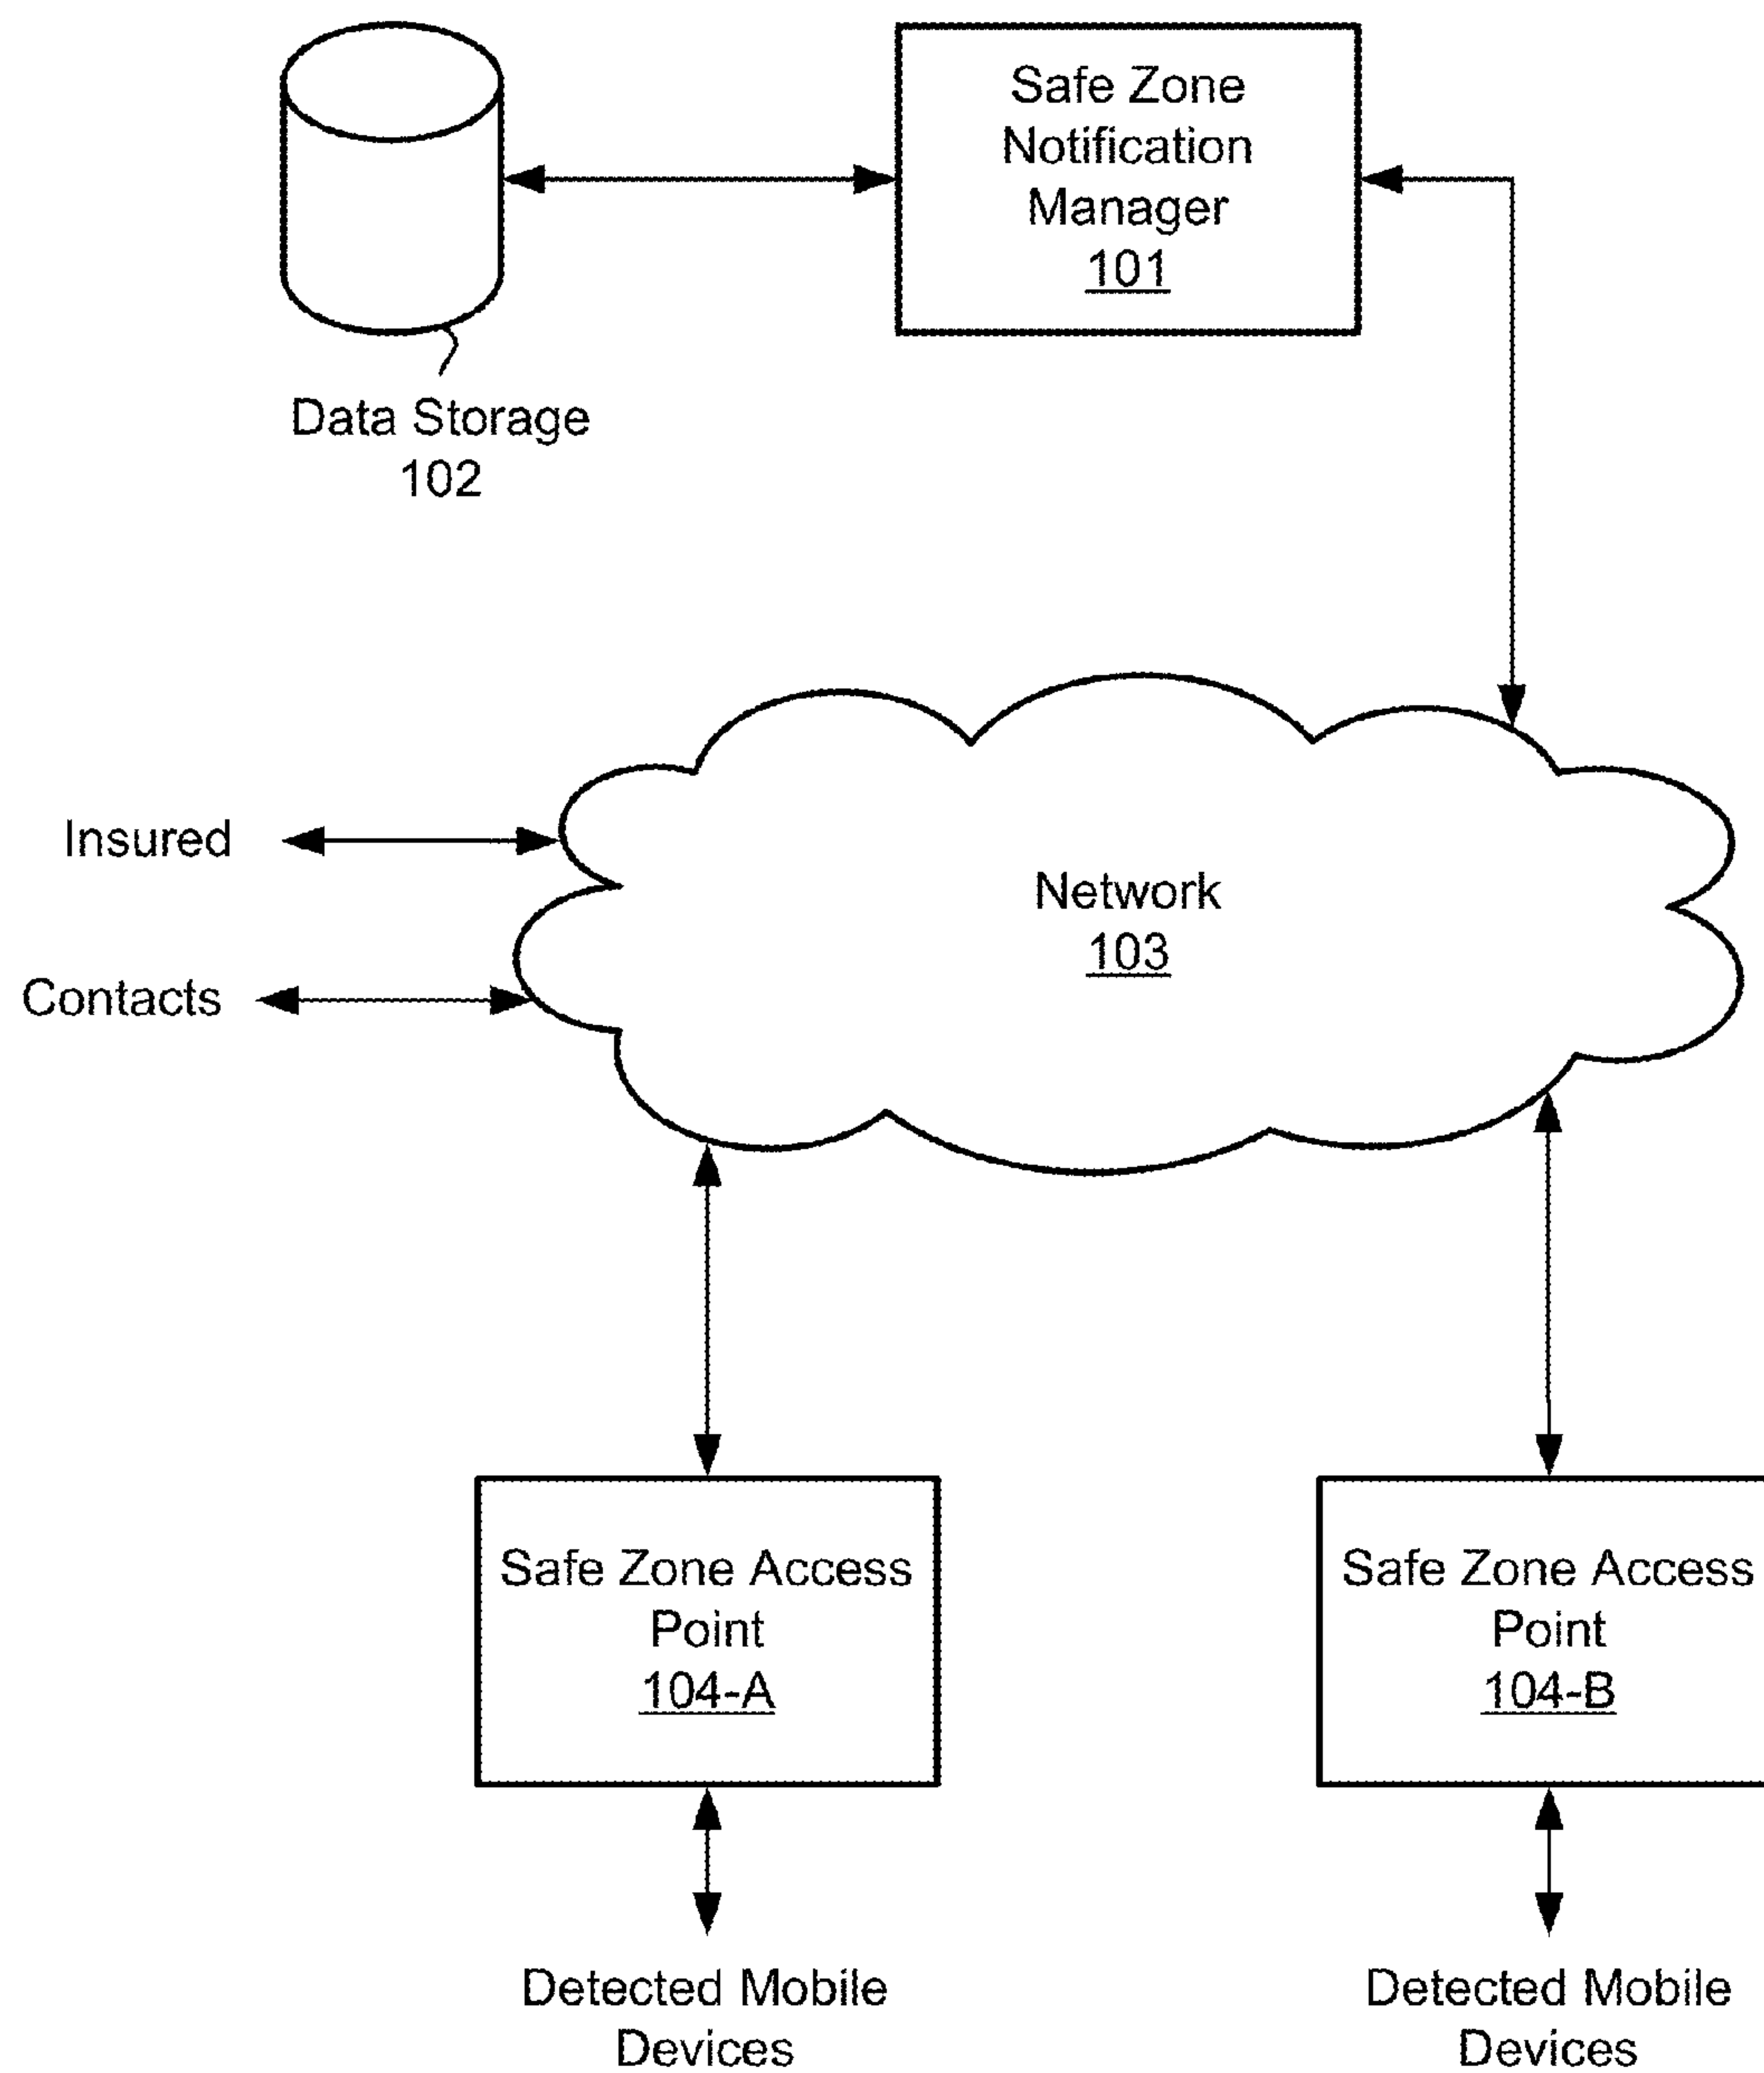 Safe Zone
Notification
Manager
101
Data Storage
102
Insured
Network
103
Contacts
Safe Zone Access
Point
104-A
Safe Zone Access
Point
104-B
Detected Mobile
Devices
Detected Mobile
Devices